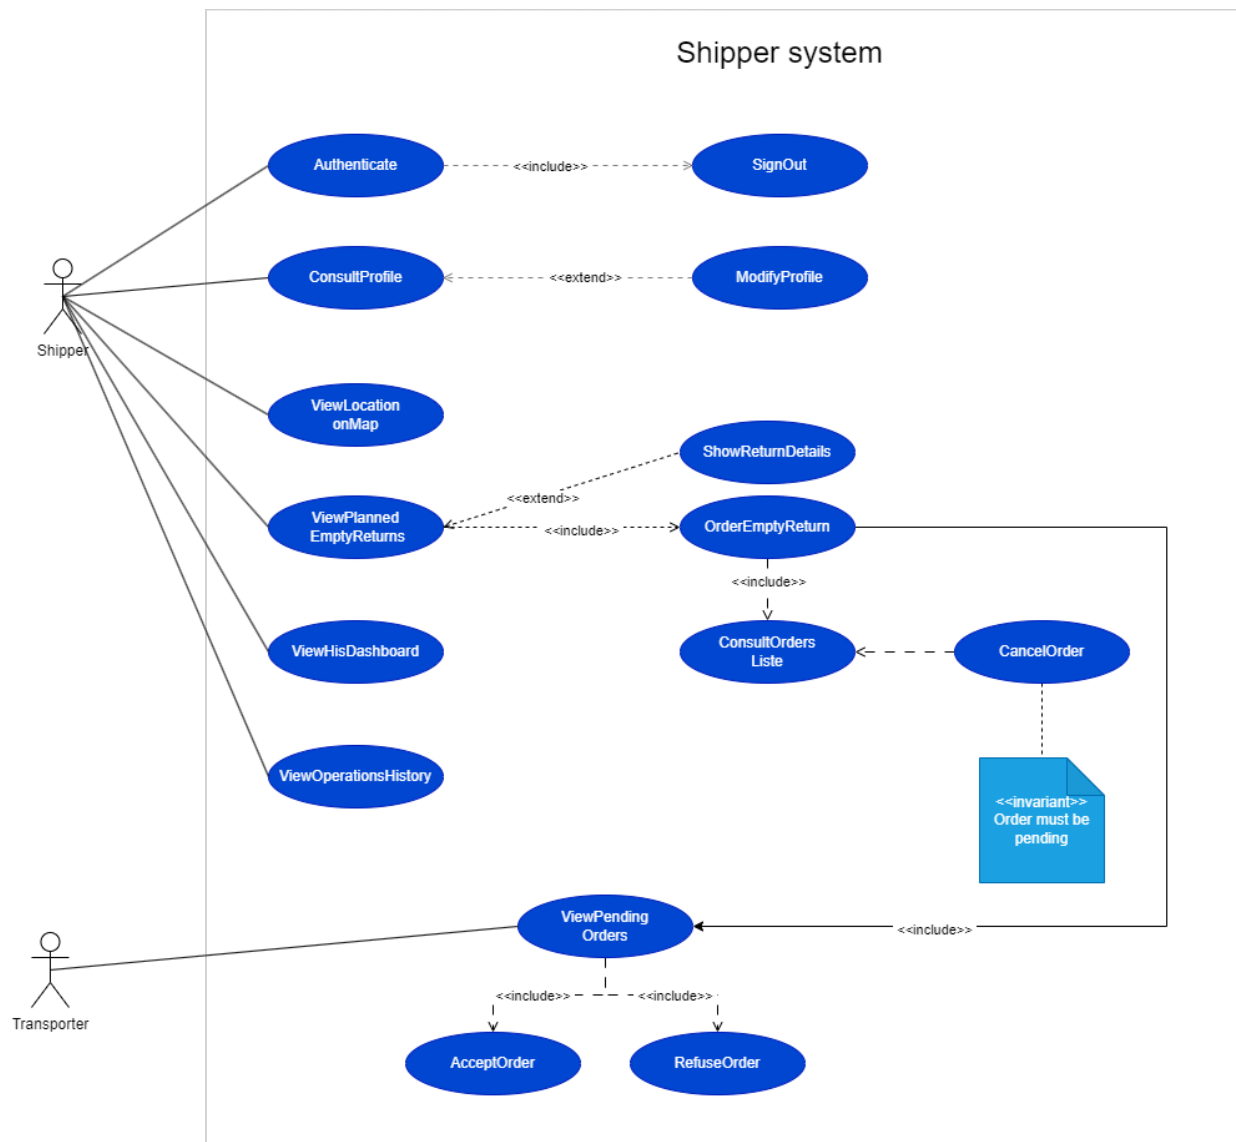 Shipper system
Authenticate
<<include>>
SignOut
ConsultProfile
<<extend>>
ModifyProfile
Shipper
ViewLocation
onMap
ShowReturnDetails
<<extend>>
ViewPlanned
EmptyReturns
<<include>>
OrderEmptyReturn
<<include>>
ViewHisDashboard
ConsultOrders
Liste
CancelOrder
ViewOperationsHistory
<<invariant>>
Order must be
pending
ViewPending
Orders
<<include>>
Transporter
<<include>>
<<include>>
AcceptOrder
RefuseOrder